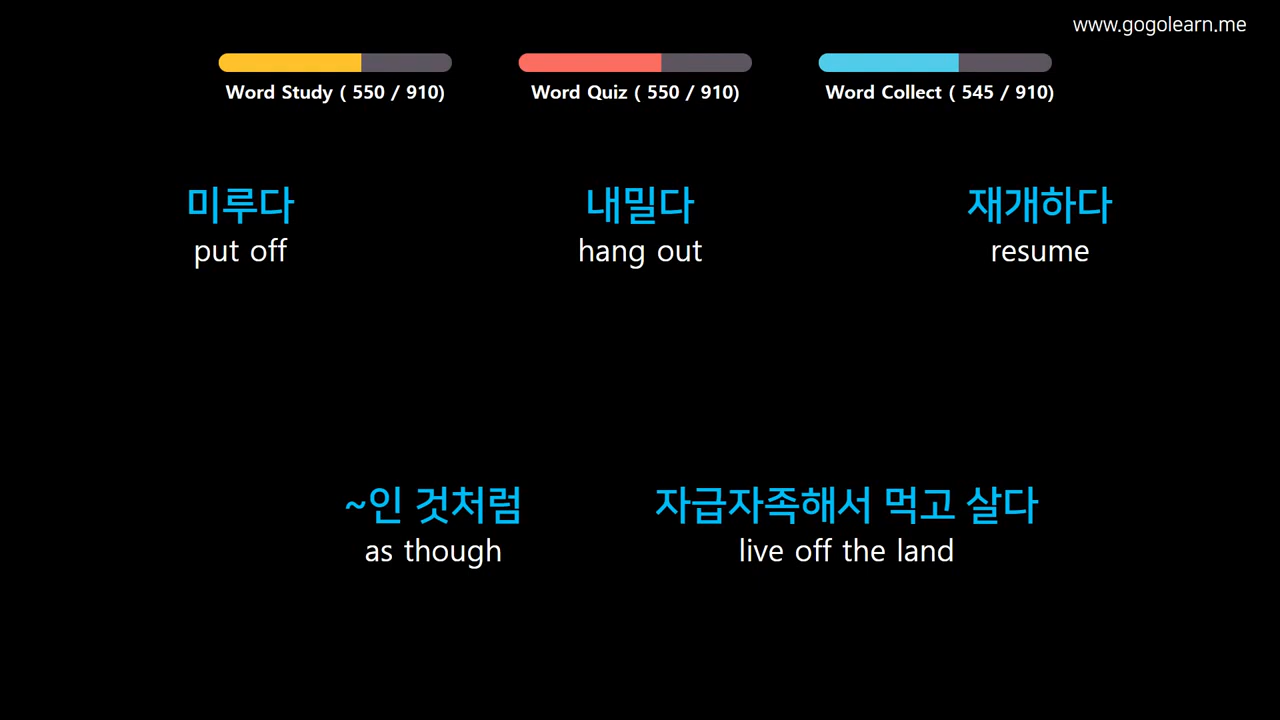 www.gogolearn.me
Word Study ( 550 / 910)
Word Quiz ( 550 / 910)
Word Collect ( 545 / 910)
미루다
put off
내밀다
hang out
재개하다
resume
~인 것처럼
as though
자급자족해서 먹고 살다
live off the land